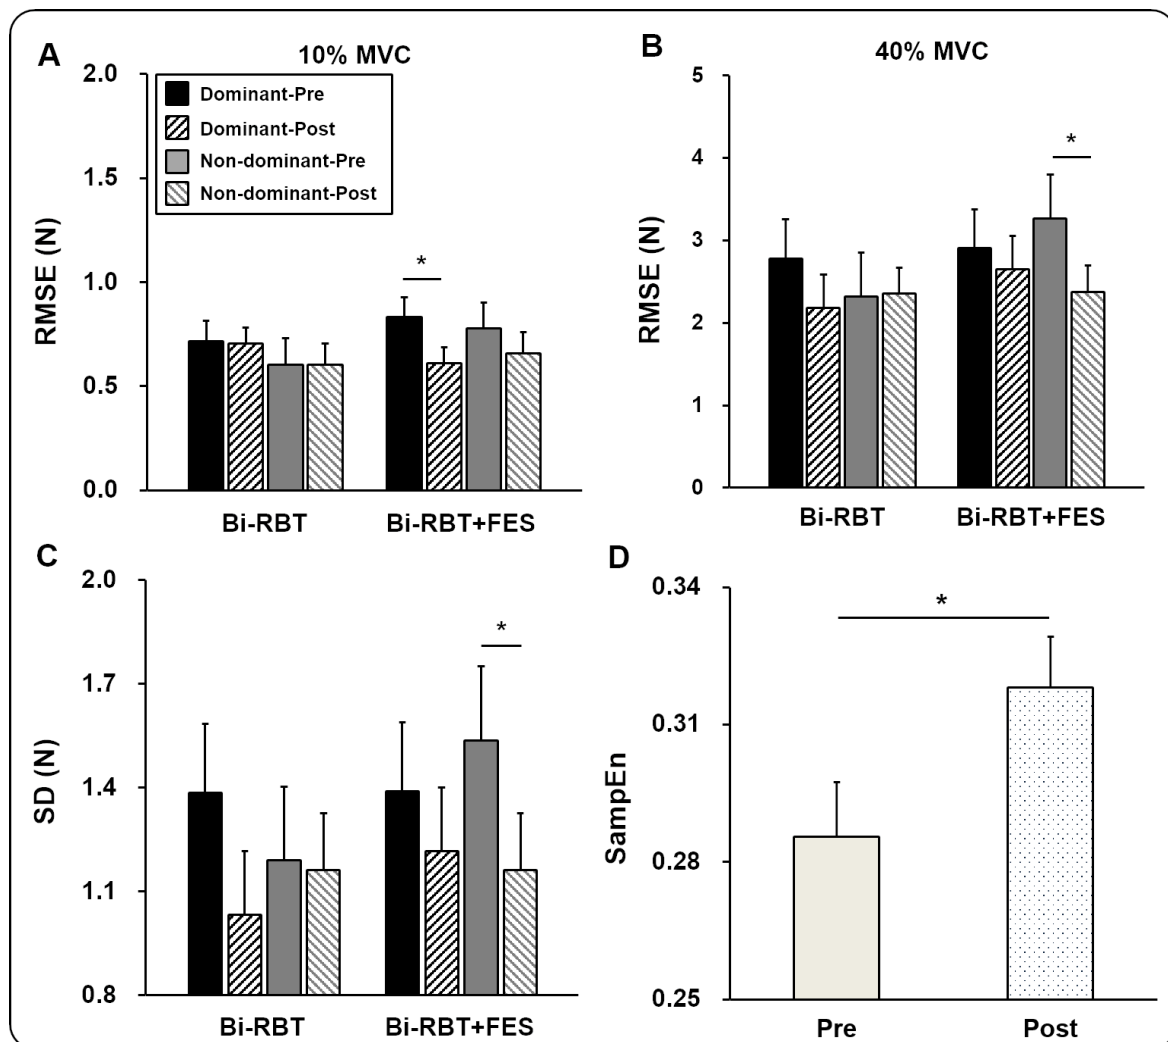 A
10% MVC
2.0
1.5
1.0
0.5
0.0
RMSE (N)
Dominant-Pre
Dominant-Post
Non-dominant-Pre
Non-dominant-Post
*
Bi-RBT
Bi-RBT+FES
B
40% MVC
5
4
3
2
1
0
RMSE (N)
*
Bi-RBT
Bi-RBT+FES
C
2.0
1.7
1.4
1.1
0.8
SD (N)
*
Bi-RBT
Bi-RBT+FES
D
0.34
0.31
0.28
0.25
SampEn
*
Pre
Post